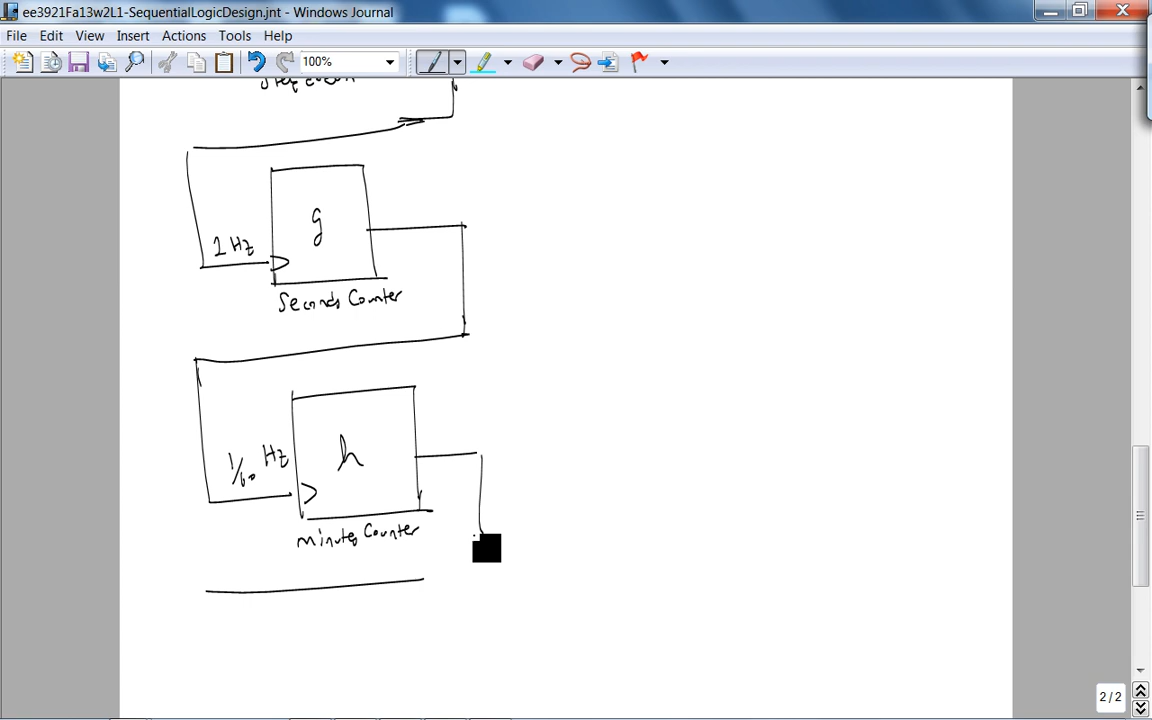 ee3921Fa13w2L1-SequentialLogicDesign.jnt - Windows Journal
File Edit View Insert Actions Tools Help
100%
g
1 Hz
Seconds Counter
h
1/60 Hz
minutes Counter
2 / 2